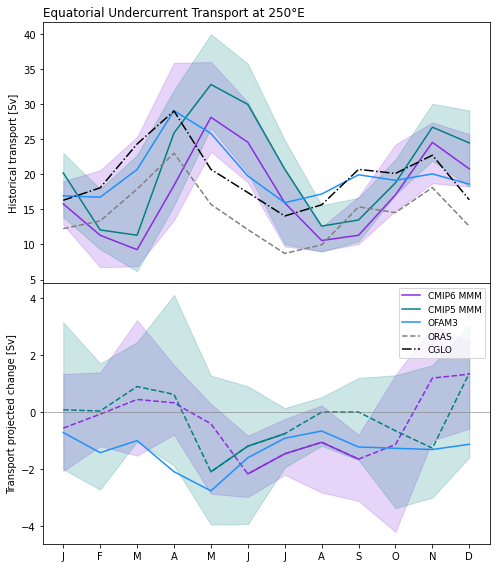 Equatorial Undercurrent Transport at 250°E
Historical transport [Sv]
40
35
30
25
20
15
10
5
Transport projected change [Sv]
4
2
0
−2
−4
CMIP6 MMM
CMIP5 MMM
OFAM3
ORA5
CGLO
J F M A M J J A S O N D